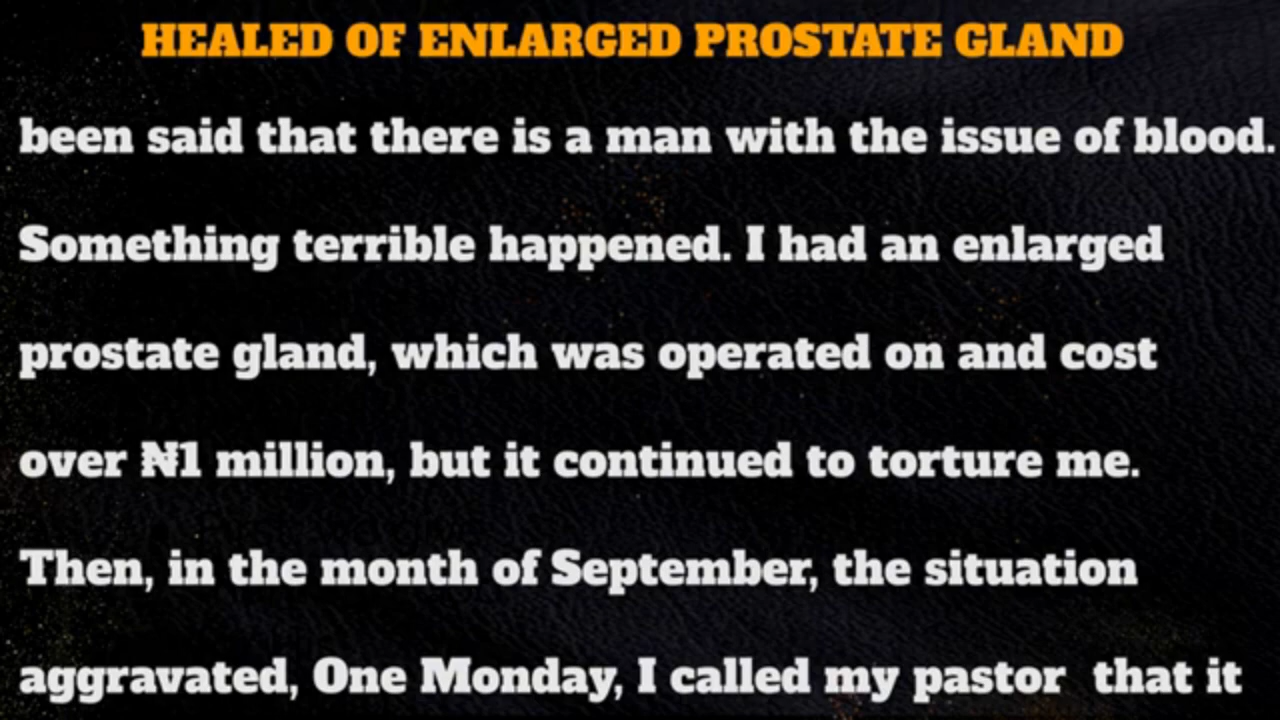 HEALED OF ENLARGED PROSTATE GLAND
been said that there is a man with the issue of blood.
Something terrible happened. I had an enlarged
prostate gland, which was operated on and cost
over ₦1 million, but it continued to torture me.
Then, in the month of September, the situation
aggravated, One Monday, I called my pastor  that it